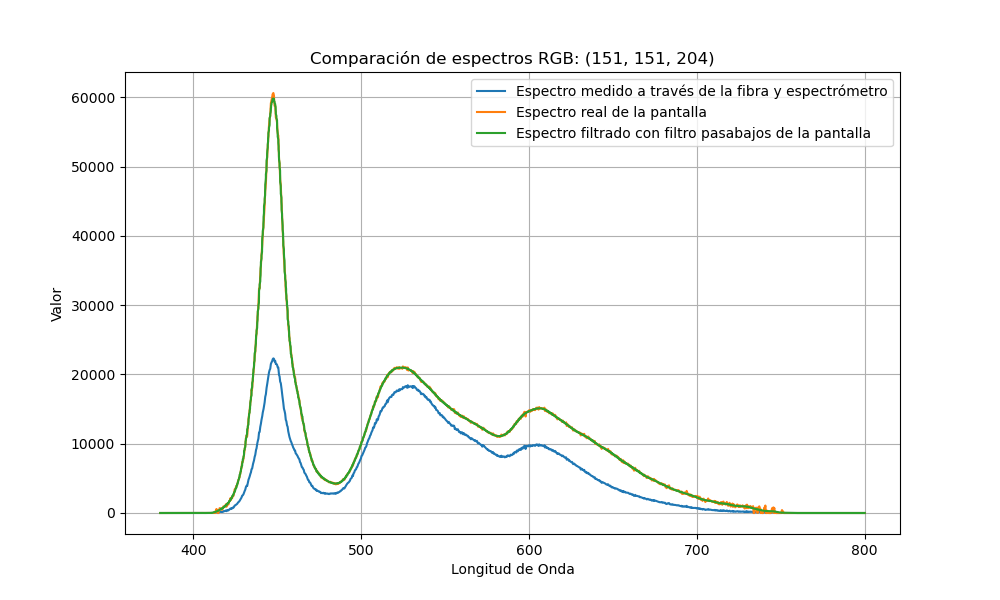 Comparación de espectros RGB: (151, 151, 204)
Espectro medido a través de la fibra y espectrómetro
Espectro real de la pantalla
Espectro filtrado con filtro pasabajos de la pantalla
Valor
60000
50000
40000
30000
20000
10000
0
400 500 600 700 800
Longitud de Onda